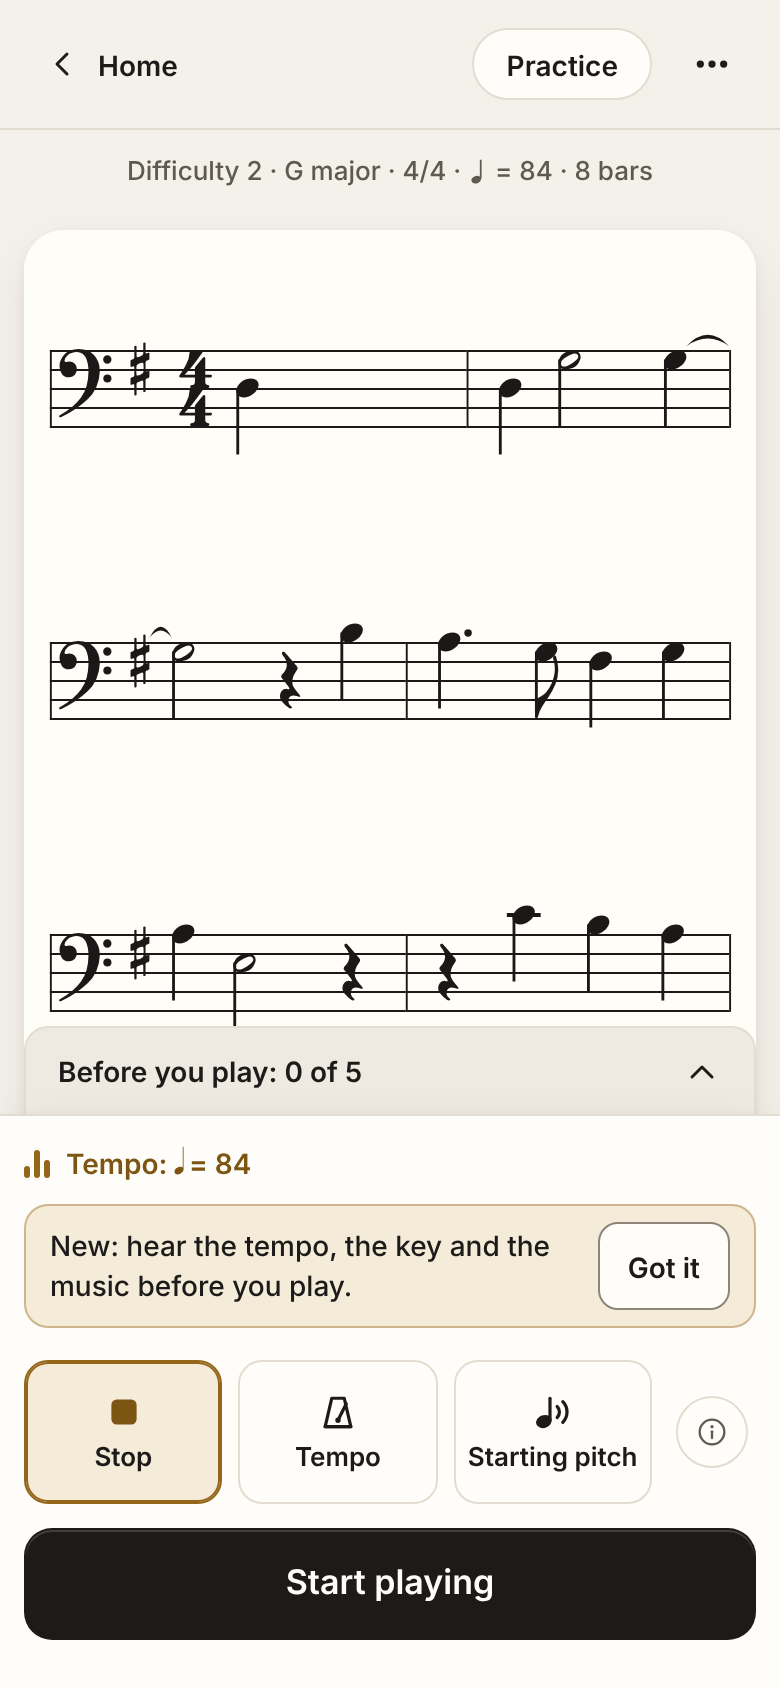 Home
Practice
Difficulty 2 · G major · 4/4 · ♩ = 84 · 8 bars
4
4
Before you play: 0 of 5
Tempo: ♩= 84
New: hear the tempo, the key and the
music before you play.
Got it
Stop
Tempo
Starting pitch
Start playing